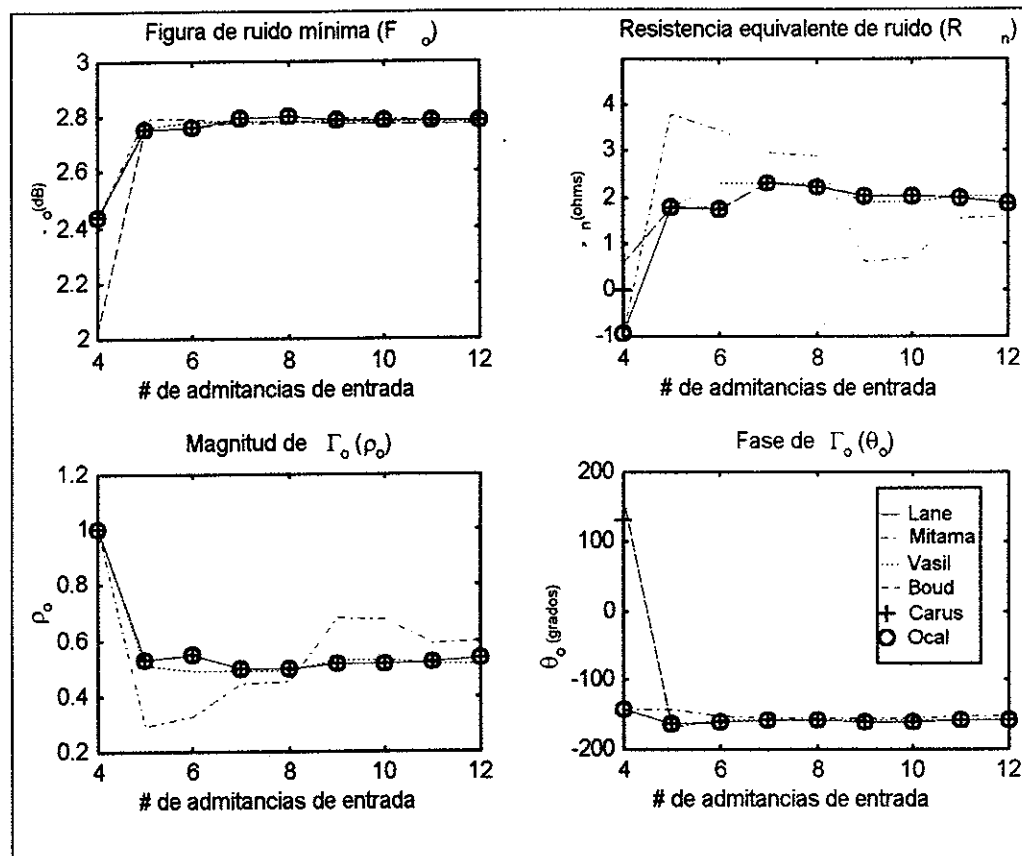 Figura de ruido mínima (F o)
3
2.8
2.6
2.4
2.2
2
o(dB)
4 6 8 10 12
# de admitancias de entrada
Resistencia equivalente de ruido (R n)
4
3
2
1
0
-1
n(ohms)
4 6 8 10 12
# de admitancias de entrada
Magnitud de Γo (ρo)
1.2
1
0.8
0.6
0.4
0.2
ρo
4 6 8 10 12
# de admitancias de entrada
Fase de Γo (θo)
200
100
0
-100
-200
θo (grados)
Lane
Mitama
Vasil
Boud
Carus
Ocal
4 6 8 10 12
# de admitancias de entrada